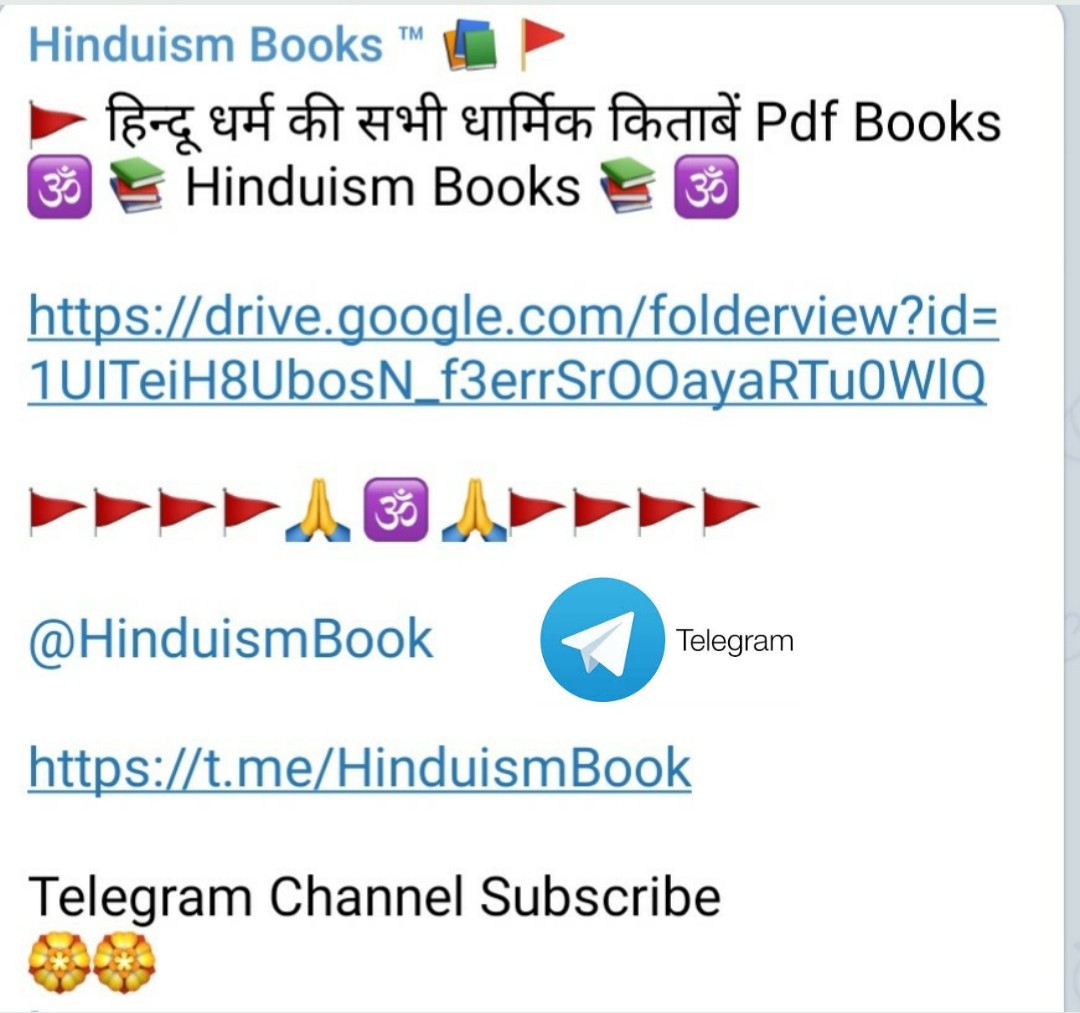 Hinduism Books ™ 📚 🚩
🚩 हिन्दू धर्म की सभी धार्मिक किताबें Pdf Books
🕉 📚 Hinduism Books 📚 🕉
https://drive.google.com/folderview?id=
1UITeiH8UbosN_f3errSrOOayaRTu0WlQ
🚩🚩🚩🚩🙏 🕉 🙏🚩🚩🚩🚩
@HinduismBook
Telegram
https://t.me/HinduismBook
Telegram Channel Subscribe
🏵🏵